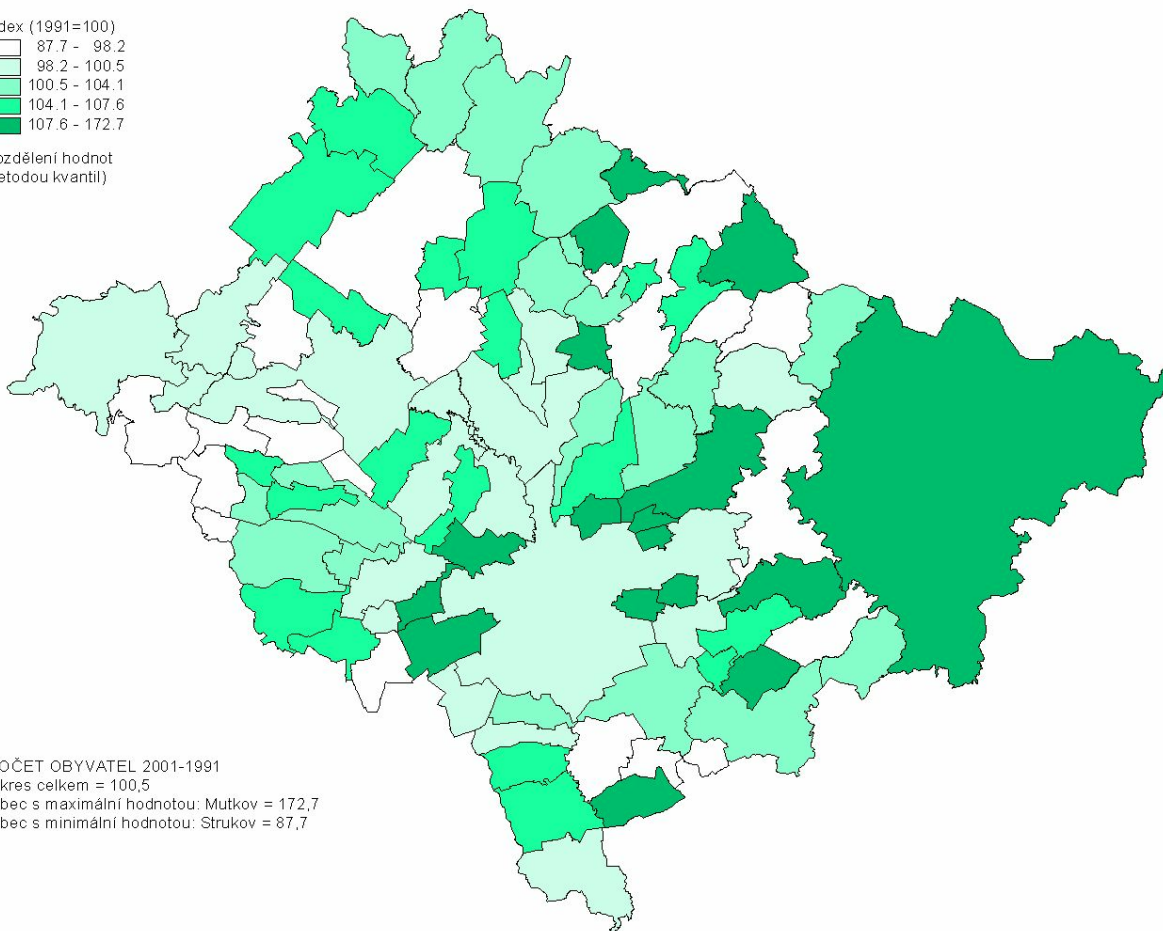 dex (1991=100)
87.7 - 98.2
98.2 - 100.5
100.5 - 104.1
104.1 - 107.6
107.6 - 172.7
ozdělení hodnot
etodou kvantil)
OČET OBYVATEL 2001-1991
kres celkem = 100,5
bec s maximální hodnotou: Mutkov = 172,7
bec s minimální hodnotou: Strukov = 87,7